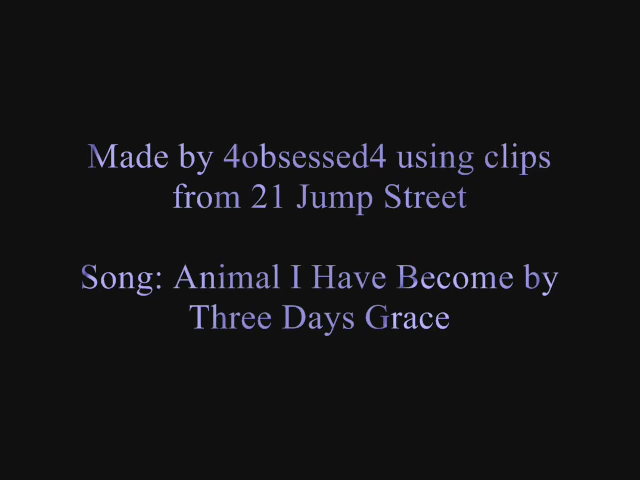 Made by 4obsessed4 using clips
from 21 Jump Street
Song: Animal I Have Become by
Three Days Grace